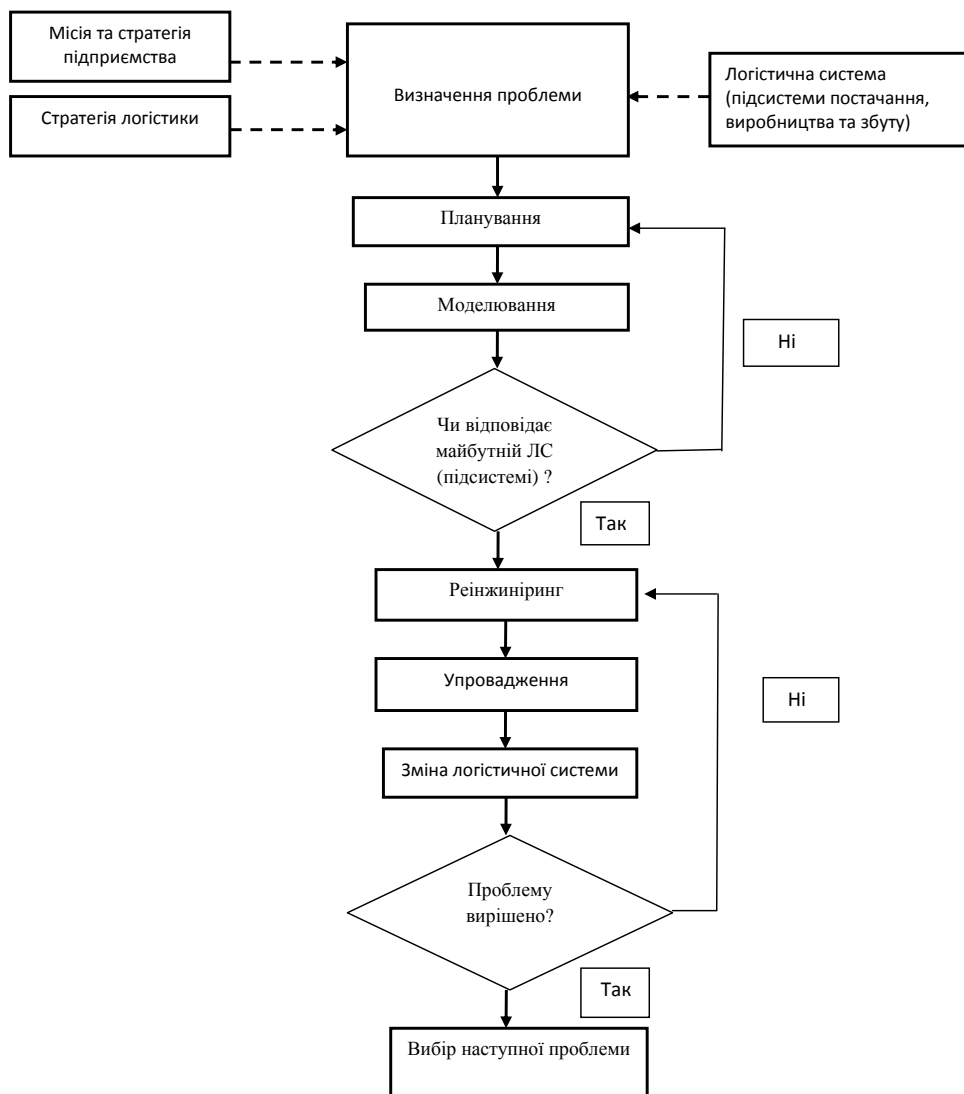 Місія та стратегія
підприємства
Стратегія логістики
Визначення проблеми
Логістична система
(підсистеми постачання,
виробництва та збуту)
Планування
Моделювання
Ні
Чи відповідає
майбутній ЛС
(підсистемі) ?
Так
Реінжиніринг
Упровадження
Ні
Зміна логістичної системи
Проблему
вирішено?
Так
Вибір наступної проблеми